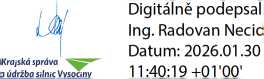 Krajská správa
a údržba silnic Vysočiny
Digitálně podepsal
Ing. Radovan Necid
Datum: 2026.01.30
11:40:19 +01'00'